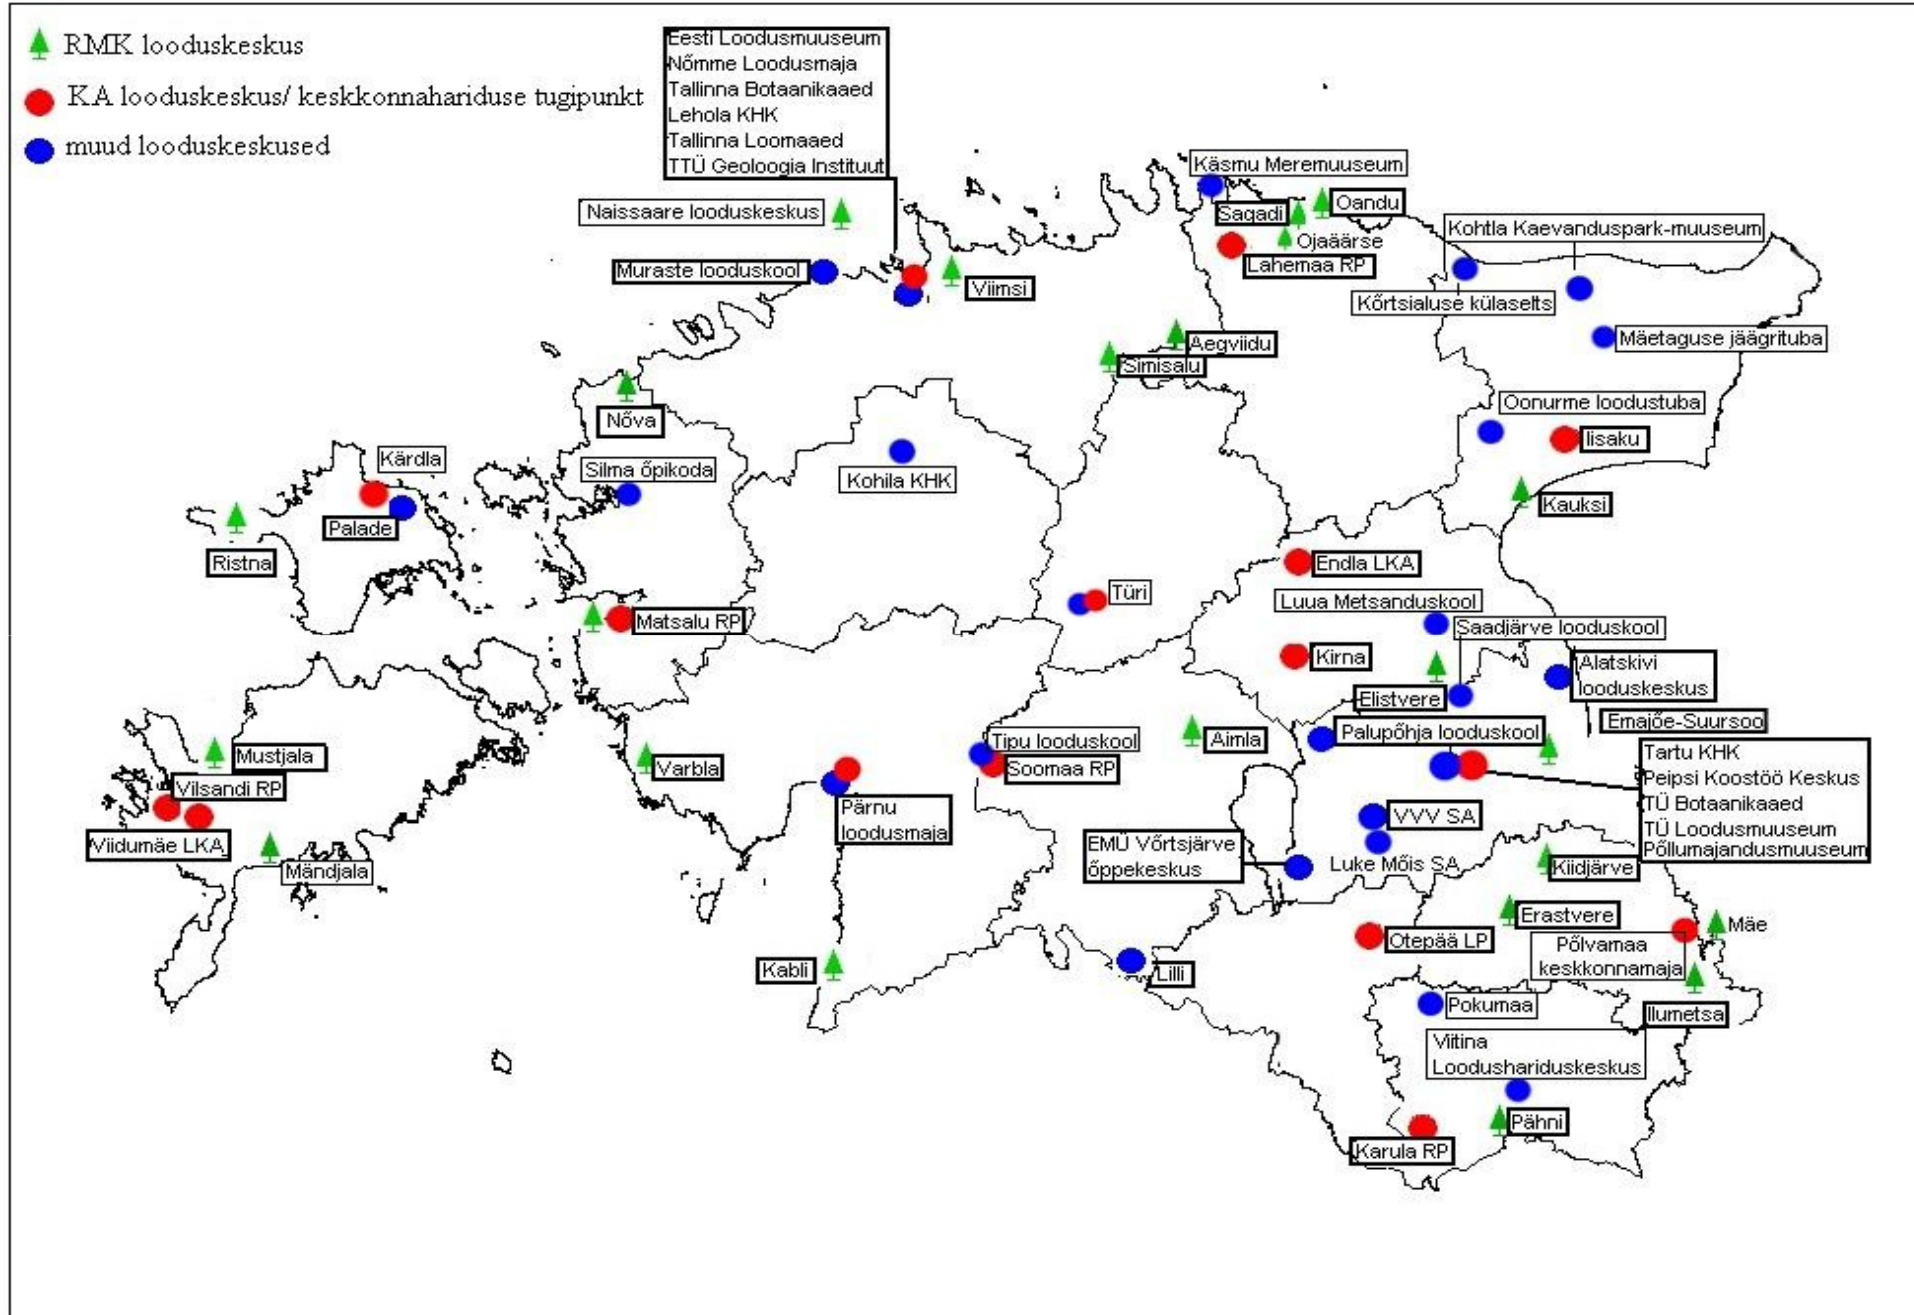 RMK looduskeskus
KA looduskeskus/ keskkonnahariduse tugipunkt
muud looduskeskused
Eesti Loodusmuuseum
Nõmme Loodusmaja
Tallinna Botaanikaaed
Lehola KHK
Tallinna Loomaaed
TTÜ Geoloogia Instituut
Käsmu Meremuuseum
Naissaare looduskeskus
Sagadi
Oandu
Ojaäärse
Kohtla Kaevanduspark-muuseum
Muraste looduskool
Viimsi
Lahemaa RP
Kõrtsialuse külaselts
Mäetaguse jäägrituba
Aegviidu
Simisalu
Nõva
Oonurme loodustuba
Iisaku
Kärdla
Silma õpikoda
Kohila KHK
Kauksi
Palade
Ristna
Endla LKA
Türi
Luua Metsanduskool
Matsalu RP
Saadjärve looduskool
Kirna
Alatskivi
looduskeskus
Elistvere
Emajõe-Suursoo
Mustjala
Varbla
Tipu looduskool
Soomaa RP
Aimla
Palupõhja looduskool
Tartu KHK
Peipsi Koostöö Keskus
TÜ Botaanikaaed
TÜ Loodusmuuseum
Põllumajandusmuuseum
Vilsandi RP
Viidumäe LKA
Mändjala
Pärnu
loodusmaja
VVV SA
EMÜ Võrtsjärve
õppekeskus
Luke Mõis SA
Kiidjärve
Erastvere
Mäe
Otepää LP
Põlvamaa
keskkonnamaja
Kabli
Lilli
Pokumaa
Ilumetsa
Viitina
Loodushariduskeskus
Pähni
Karula RP